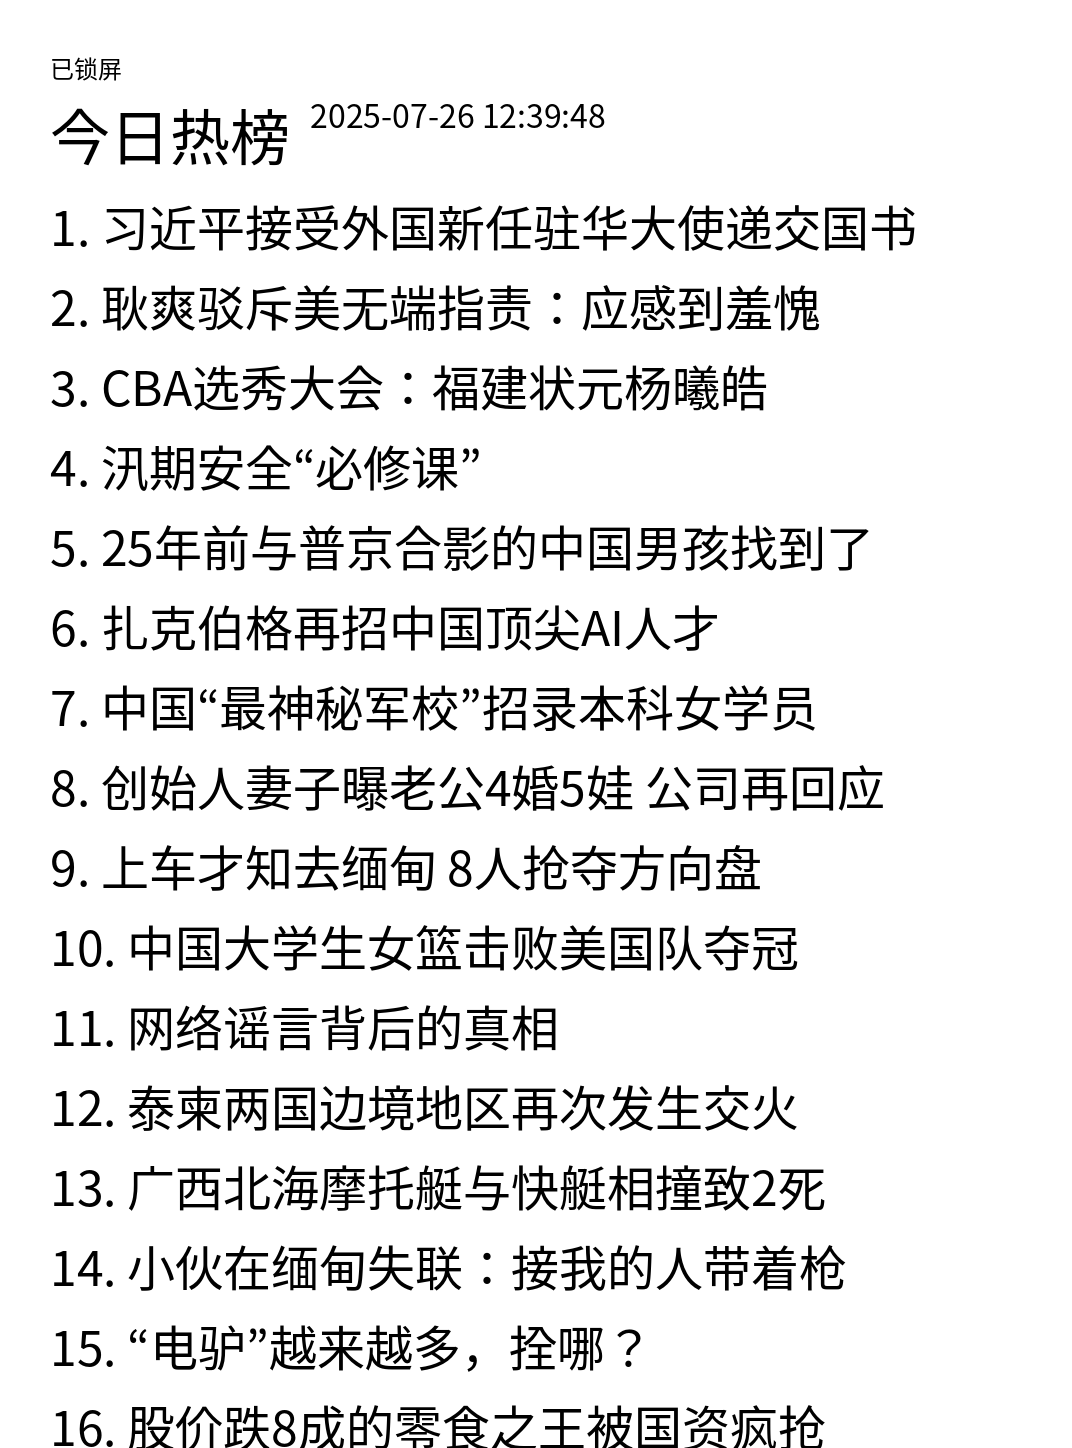 已锁屏
今日热榜 2025-07-26 12:39:48
1. 习近平接受外国新任驻华大使递交国书
2. 耿爽驳斥美无端指责：应感到羞愧
3. CBA选秀大会：福建状元杨曦皓
4. 汛期安全“必修课”
5. 25年前与普京合影的中国男孩找到了
6. 扎克伯格再招中国顶尖AI人才
7. 中国“最神秘军校”招录本科女学员
8. 创始人妻子曝老公4婚5娃 公司再回应
9. 上车才知去缅甸 8人抢夺方向盘
10. 中国大学生女篮击败美国队夺冠
11. 网络谣言背后的真相
12. 泰柬两国边境地区再次发生交火
13. 广西北海摩托艇与快艇相撞致2死
14. 小伙在缅甸失联：接我的人带着枪
15. “电驴”越来越多，拴哪？
16. 股价跌8成的零食之王被国资疯抢